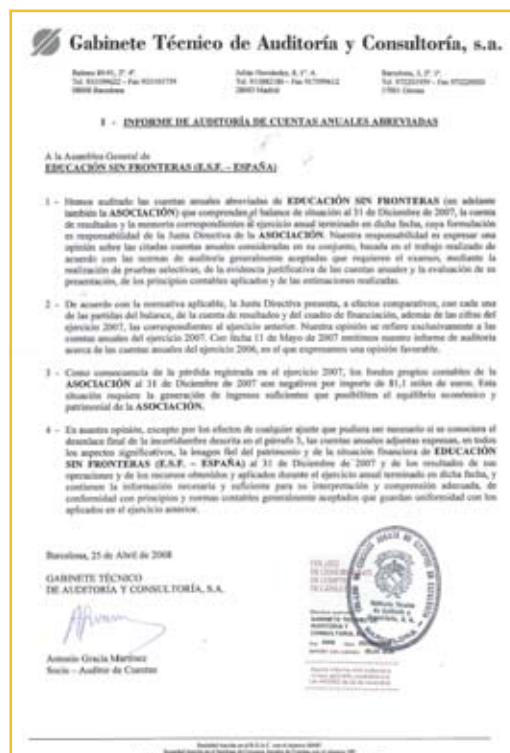 Gabinete Técnico de Auditoría y Consultoría, s.a.
08008 Barcelona
28003 Madrid
17001 Girona
I - INFORME DE AUDITORÍA DE CUENTAS ANUALES ABREVIADAS
A la Asamblea General de
EDUCACIÓN SIN FRONTERAS (E.S.F. – ESPAÑA)
1 – Hemos auditado las cuentas anuales abreviadas de EDUCACIÓN SIN FRONTERAS (en adelante
también la ASOCIACIÓN) que comprenden el balance de situación al 31 de Diciembre de 2007, la cuenta
de resultados y la memoria correspondientes al ejercicio anual terminado en dicha fecha, cuya formulación
es responsabilidad de la Junta Directiva de la ASOCIACIÓN. Nuestra responsabilidad es expresar una
opinión sobre las citadas cuentas anuales consideradas en su conjunto, basada en el trabajo realizado de
acuerdo con las normas de auditoría generalmente aceptadas que requieren el examen, mediante la
realización de pruebas selectivas, de la evidencia justificativa de las cuentas anuales y la evaluación de su
presentación, de los principios contables aplicados y de las estimaciones realizadas.
2 – De acuerdo con la normativa aplicable, la Junta Directiva presenta, a efectos comparativos, con cada una
de las partidas del balance, de la cuenta de resultados y del cuadro de financiación, además de las cifras del
ejercicio 2007, las correspondientes al ejercicio anterior. Nuestra opinión se refiere exclusivamente a las
cuentas anuales del ejercicio 2007. Con fecha 11 de Mayo de 2007 emitimos nuestro informe de auditoría
acerca de las cuentas anuales del ejercicio 2006, en el que expresamos una opinión favorable.
3 – Como consecuencia de la pérdida registrada en el ejercicio 2007, los fondos propios contables de la
ASOCIACIÓN al 31 de Diciembre de 2007 son negativos por importe de 81,1 miles de euros. Esta
situación requiere la generación de ingresos suficientes que posibiliten el equilibrio económico y
patrimonial de la ASOCIACIÓN.
4 – En nuestra opinión, excepto por los efectos de cualquier ajuste que pudiera ser necesario si se conociera el
desenlace final de la incertidumbre descrita en el párrafo 3, las cuentas anuales adjuntas expresan, en todos
los aspectos significativos, la imagen fiel del patrimonio y de la situación financiera de EDUCACIÓN
SIN FRONTERAS (E.S.F. – ESPAÑA) al 31 de Diciembre de 2007 y de los resultados de sus
operaciones y de los recursos obtenidos y aplicados durante el ejercicio anual terminado en dicha fecha, y
contienen la información necesaria y suficiente para su interpretación y comprensión adecuada, de
conformidad con principios y normas contables generalmente aceptados que guardan uniformidad con los
aplicados en el ejercicio anterior.
Barcelona, 25 de Abril de 2008
GABINETE TÉCNICO
DE AUDITORÍA Y CONSULTORÍA, S.A.
Antonio Gracia Martínez
Socio – Auditor de Cuentas
GABINETE TÉCNICO
AUDITORIA Y
CONSULTORIA